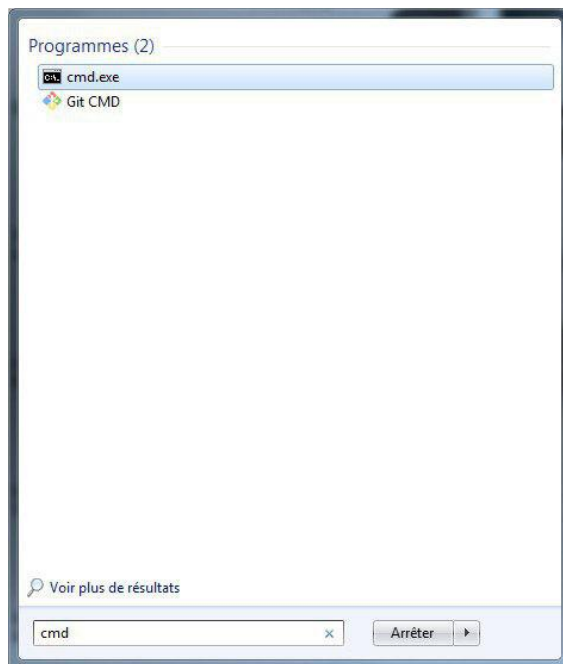 Programmes (2)
cmd.exe
Git CMD
Voir plus de résultats
cmd
Arrêter